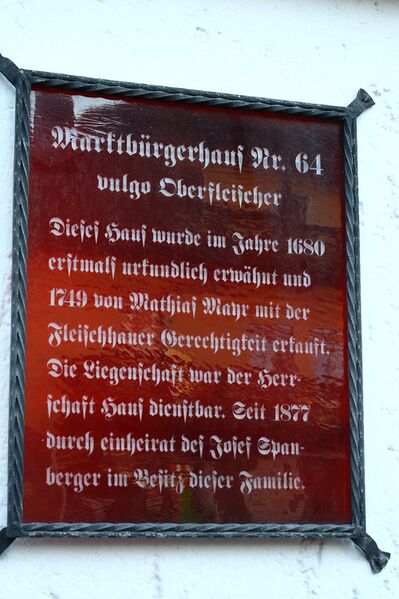 Marktbürgerhaus Nr. 64
vulgo Oberfleischer
Dieses Haus wurde im Jahre 1680
erstmals urkundlich erwähnt und
1749 von Mathias Mayr mit der
Fleischhauer Gerechtigkeit erkauft.
Die Liegenschaft war der Herr-
schaft Haus dienstbar. Seit 1877
durch einheirat des Josef Span-
berger im Besitz dieser Familie.